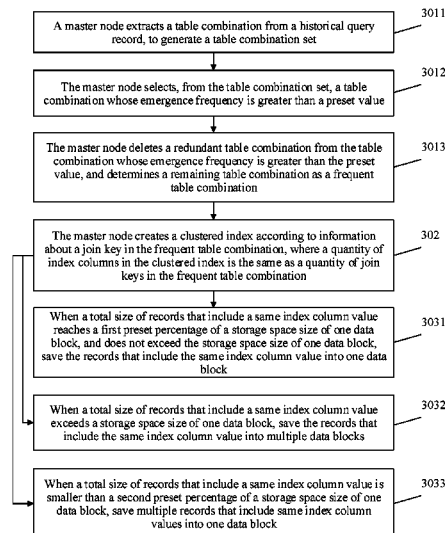 A master node extracts a table combination from a historical query
record, to generate a table combination set
3011
The master node selects, from the table combination set, a table
combination whose emergence frequency is greater than a preset value
3012
The master node deletes a redundant table combination from the table
combination whose emergence frequency is greater than the preset
value, and determines a remaining table combination as a frequent
table combination
3013
The master node creates a clustered index according to information
about a join key in the frequent table combination, where a quantity of
index columns in the clustered index is the same as a quantity of join
keys in the frequent table combination
302
When a total size of records that include a same index column value
reaches a first preset percentage of a storage space size of one data
block, and does not exceed the storage space size of one data block,
save the records that include the same index column value into one data
block
3031
When a total size of records that include a same index column value
exceeds a storage space size of one data block, save the records that
include the same index column value into multiple data blocks
3032
When a total size of records that include a same index column value is
smaller than a second preset percentage of a storage space size of one
data block, save multiple records that include same index column
values into one data block
3033